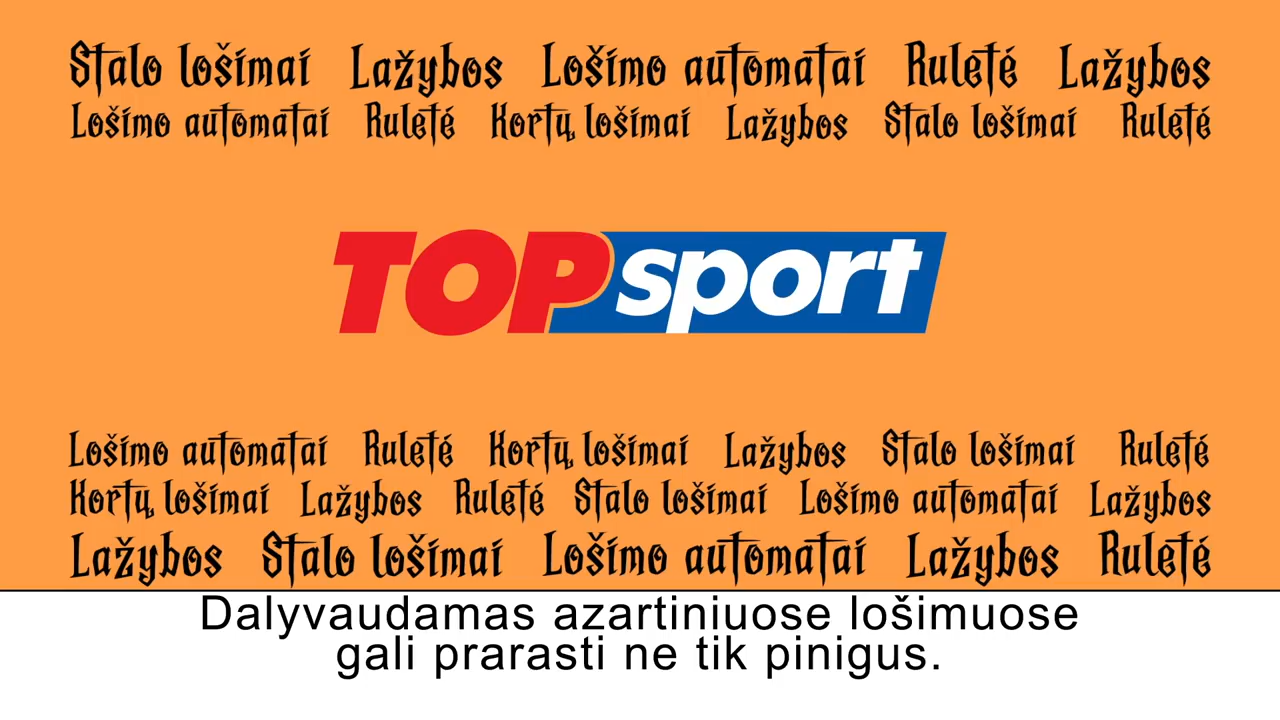 Stalo lošimai Lažybos Lošimo automatai Ruletė Lažybos
Lošimo automatai Ruletė Kortų lošimai Lažybos Stalo lošimai Ruletė
TOPsport
Lošimo automatai Ruletė Kortų lošimai Lažybos Stalo lošimai Ruletė
Kortų lošimai Lažybos Ruletė Stalo lošimai Lošimo automatai Lažybos
Lažybos Stalo lošimai Lošimo automatai Lažybos Ruletė
Dalyvaudamas azartiniuose lošimuose
gali prarasti ne tik pinigus.